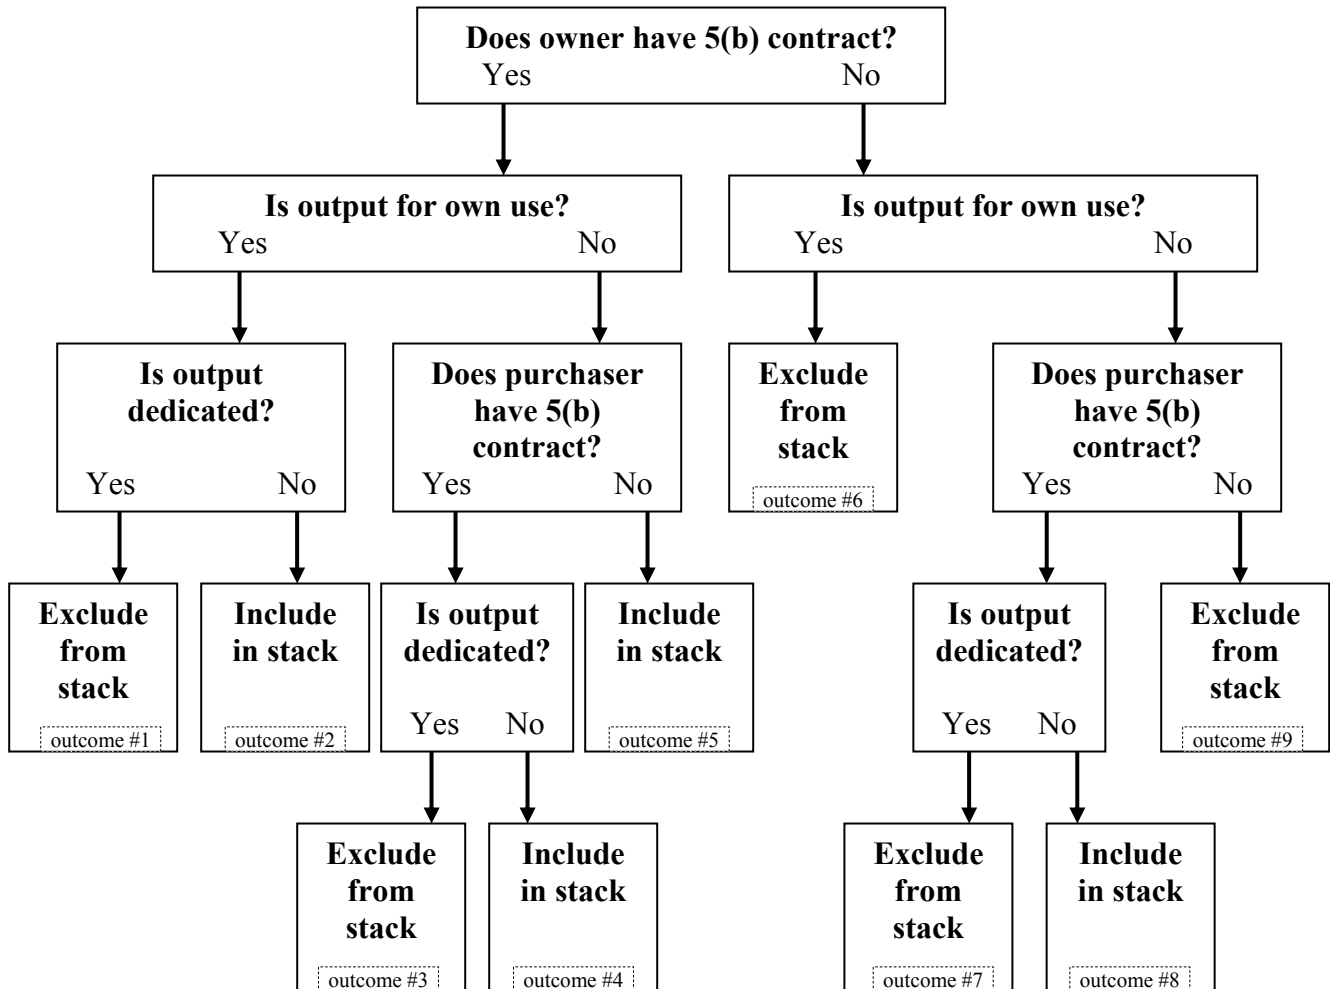 Does owner have 5(b) contract?
Yes No
Is output for own use?
Yes No
Is output for own use?
Yes No
Is output
dedicated?
Yes No
Does purchaser
have 5(b)
contract?
Yes No
Exclude
from
stack
outcome #6
Does purchaser
have 5(b)
contract?
Yes No
Exclude
from
stack
outcome #1
Include
in stack
outcome #2
Is output
dedicated?
Yes No
Include
in stack
outcome #5
Is output
dedicated?
Yes No
Exclude
from
stack
outcome #9
Exclude
from
stack
outcome #3
Include
in stack
outcome #4
Exclude
from
stack
outcome #7
Include
in stack
outcome #8